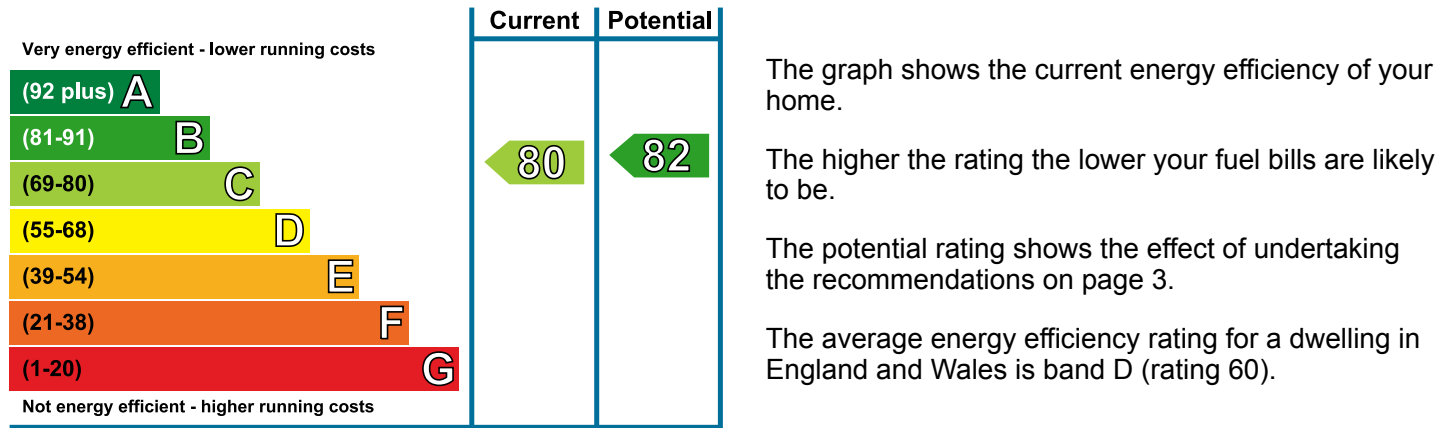 Current Potential
Very energy efficient - lower running costs
(92 plus) A
(81-91) B
(69-80) C
(55-68) D
(39-54) E
(21-38) F
(1-20) G
Not energy efficient - higher running costs
80 82
The graph shows the current energy efficiency of your
home.
The higher the rating the lower your fuel bills are likely
to be.
The potential rating shows the effect of undertaking
the recommendations on page 3.
The average energy efficiency rating for a dwelling in
England and Wales is band D (rating 60).